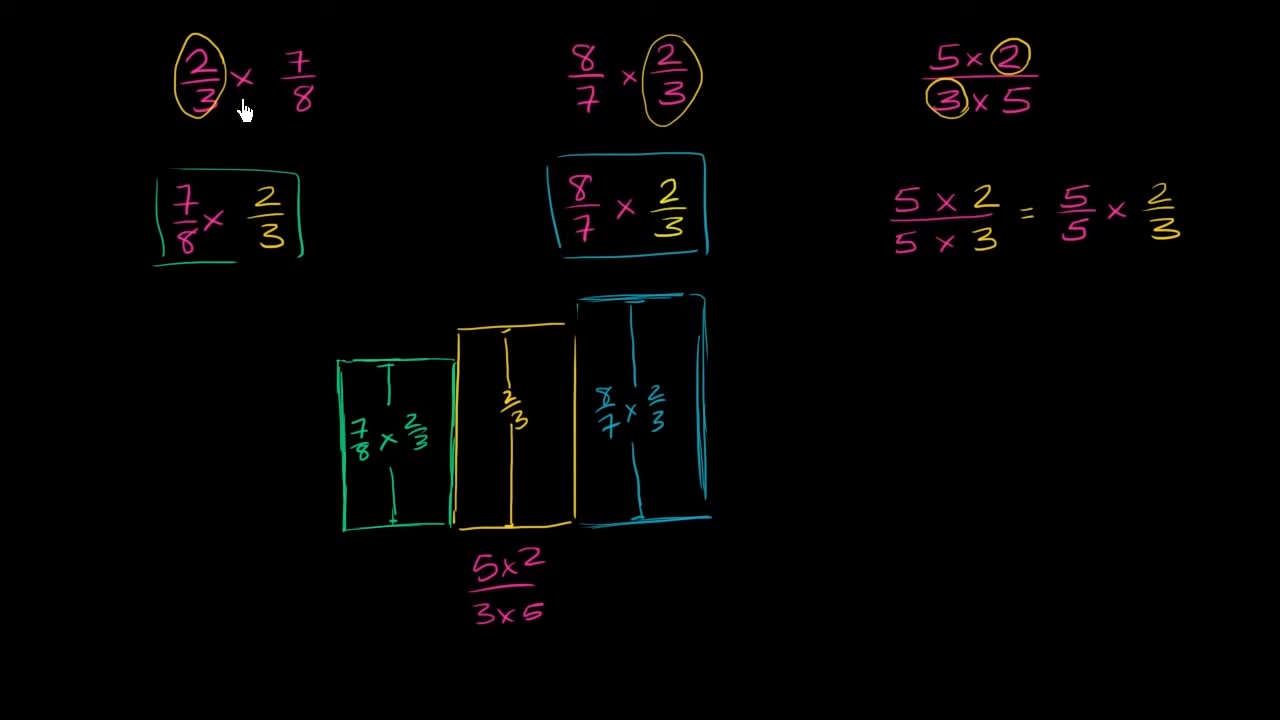 2/3 × 7/8
8/7 × 2/3
5 × 2 / 3 × 5
7/8 × 2/3
8/7 × 2/3
5 × 2 / 5 × 3 = 5/5 × 2/3
7/8 × 2/3
2/3
8/7 × 2/3
5 × 2 / 3 × 5